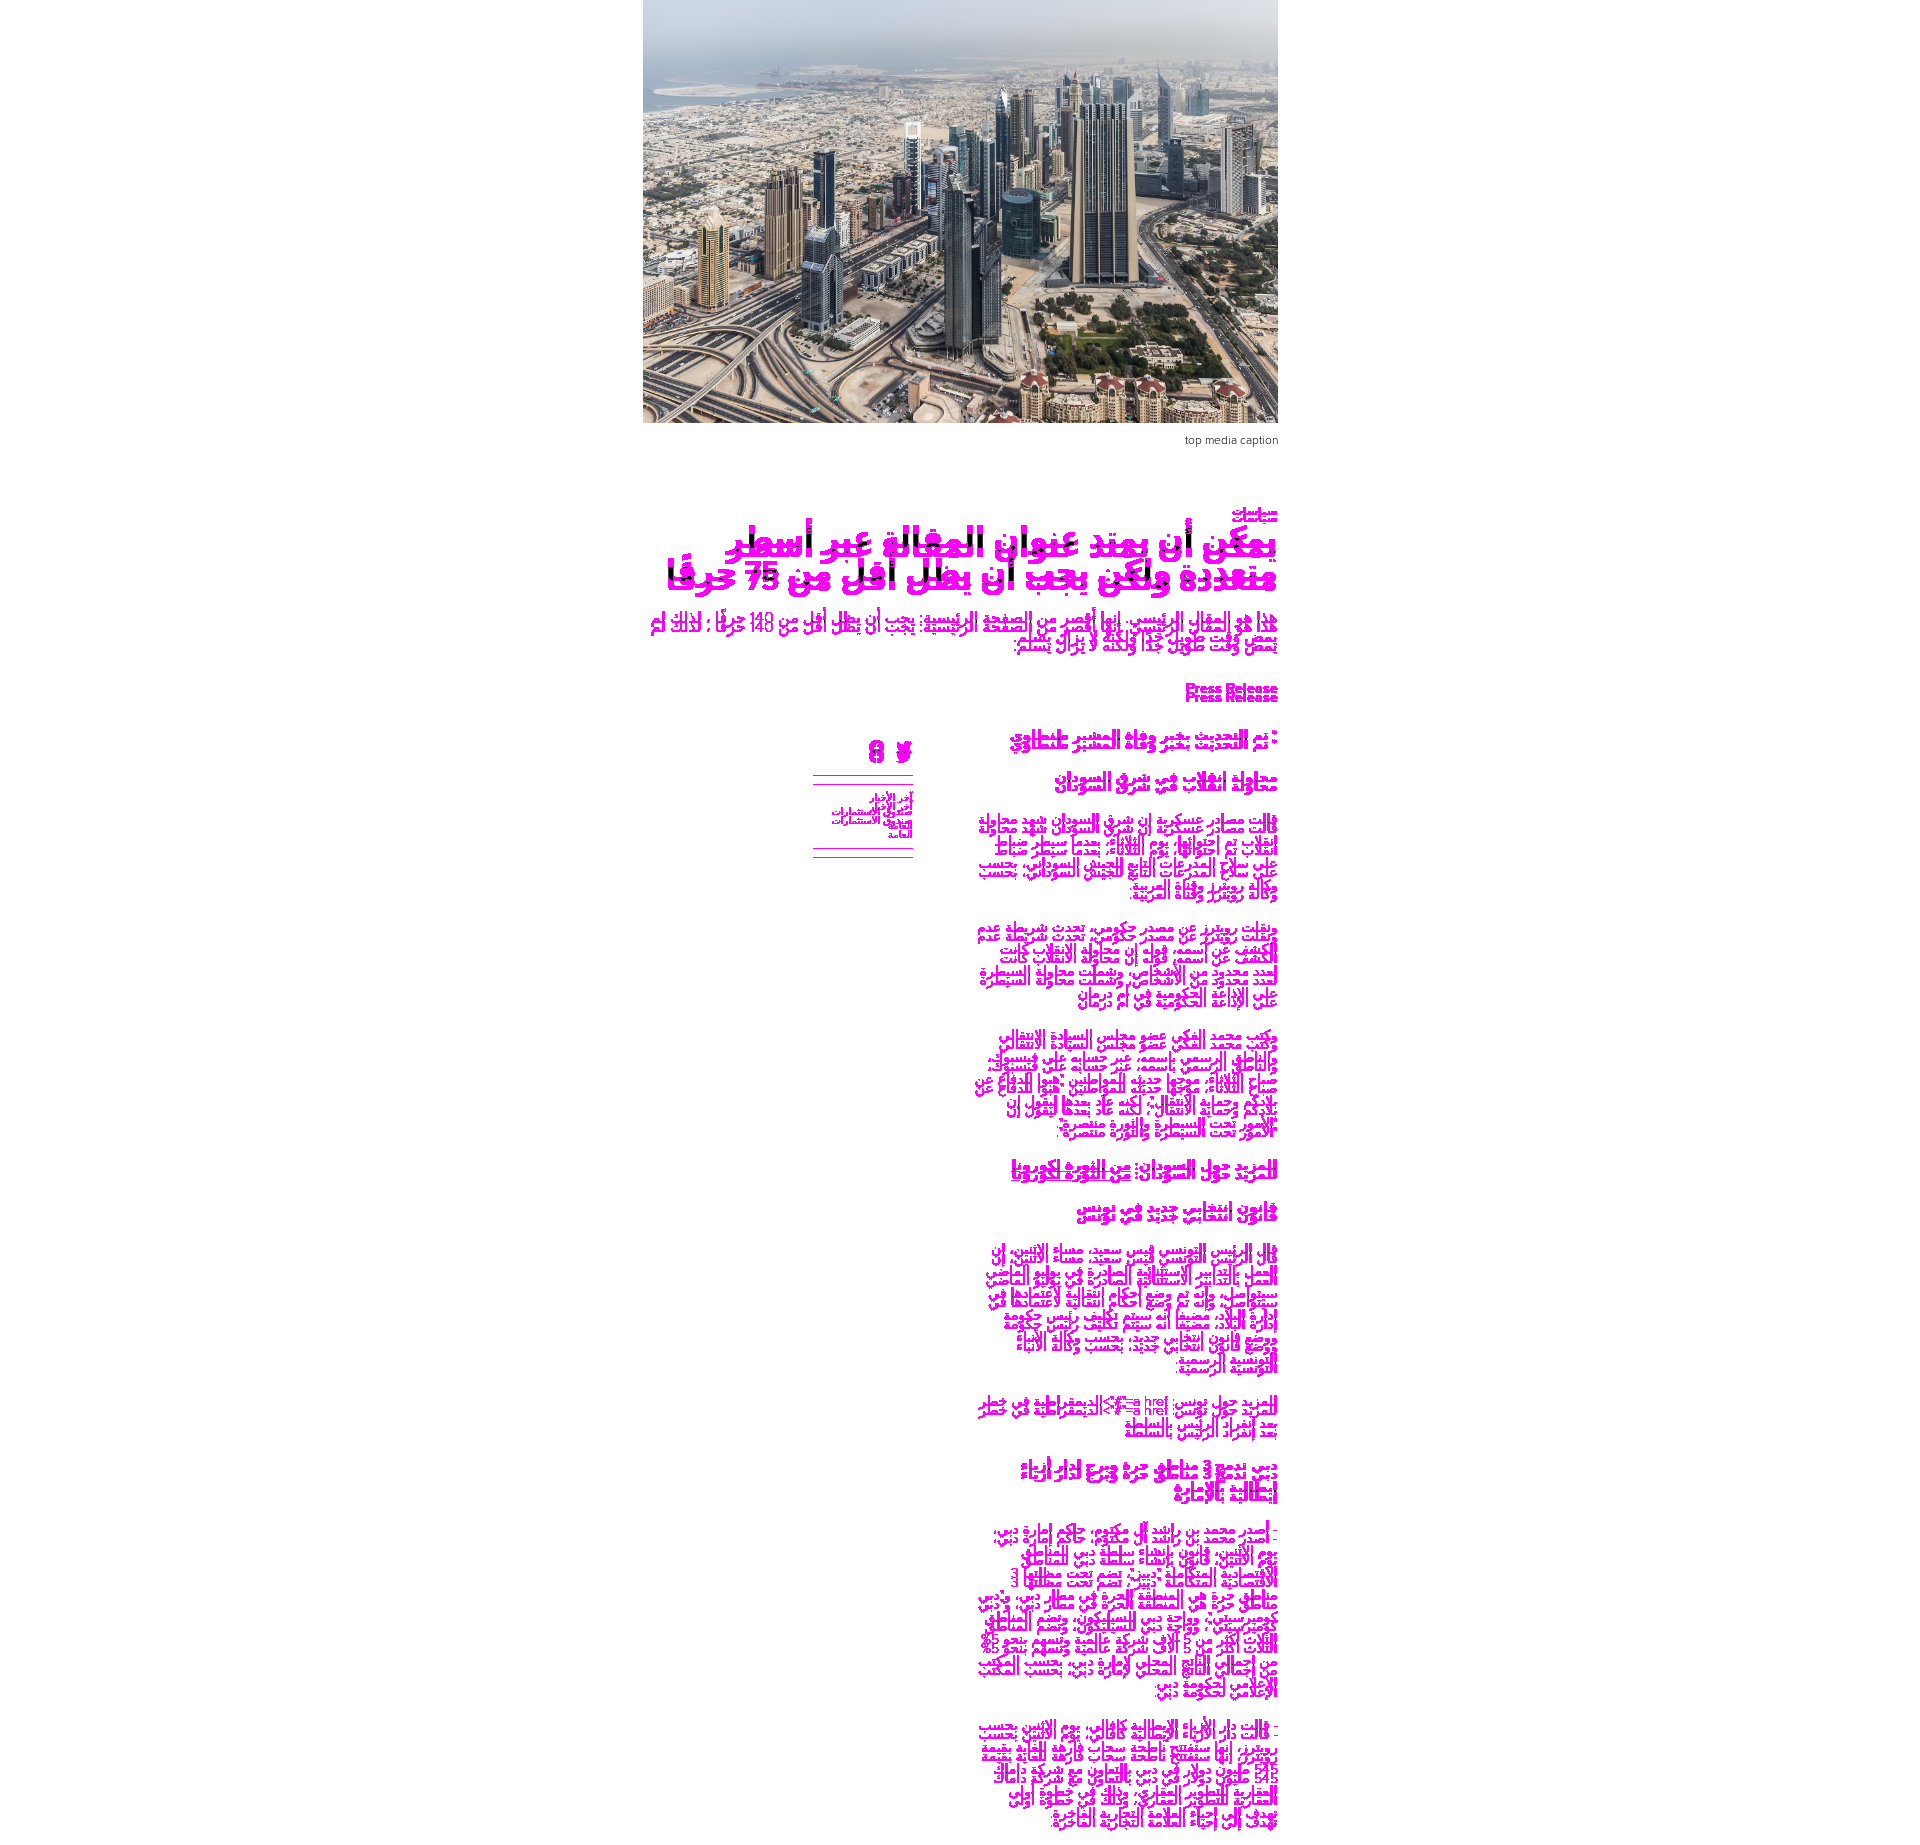 top media caption
سياسات
يمكن أن يمتد عنوان المقالة عبر أسطر
متعددة ولكن يجب أن يظل أقل من 75 حرفًا
هذا هو المقال الرئيسي. إنها أقصر من الصفحة الرئيسية: يجب أن يظل أقل من 140 حرفًا ؛ لذلك لم
يمض وقت طويل جدًا ولكنه لا يزال يسلم.
Press Release
* تم التحديث بخبر وفاة المشير طنطاوي
محاولة انقلاب في شرق السودان
قالت مصادر عسكرية إن شرق السودان شهد محاولة
انقلاب تم احتوائها، يوم الثلاثاء، بعدما سيطر ضباط
على سلاح المدرعات التابع للجيش السوداني، بحسب
وكالة رويترز وقناة العربية.
ونقلت رويترز عن مصدر حكومي، تحدث شريطة عدم
الكشف عن اسمه، قوله إن محاولة الانقلاب كانت
لعدد محدود من الأشخاص، وشملت محاولة السيطرة
على الإذاعة الحكومية في أم درمان
وكتب محمد الفكي عضو مجلس السيادة الانتقالي
والناطق الرسمي باسمه، عبر حسابه على فيسبوك،
صباح الثلاثاء، موجها حديثه للمواطنين "هبوا للدفاع عن
بلادكم وحماية الانتقال"، لكنه عاد بعدها ليقول إن
"الأمور تحت السيطرة والثورة منتصرة".
للمزيد حول السودان: من الثورة لكورونا
قانون انتخابي جديد في تونس
قال الرئيس التونسي قيس سعيد، مساء الاثنين، إن
العمل بالتدابير الاستثنائية الصادرة في يوليو الماضي
سيتواصل، وإنه تم وضع أحكام انتقالية لاعتمادها في
إدارة البلاد، مضيفا أنه سيتم تكليف رئيس حكومة
ووضع قانون انتخابي جديد، بحسب وكالة الأنباء
التونسية الرسمية.
للمزيد حول تونس: a href="#">الديمقراطية في خطر
بعد إنفراد الرئيس بالسلطة
دبي تدمج 3 مناطق حرة وبرج لدار أزياء
إيطالية بالإمارة
- أصدر محمد بن راشد آل مكتوم، حاكم إمارة دبي،
يوم الاثنين، قانون بإنشاء سلطة دبي للمناطق
الاقتصادية المتكاملة "دييز"، تضم تحت مظلتها 3
مناطق حرة هي المنطقة الحرة في مطار دبي، و"دبي
كوميرسيتي"، وواحة دبي للسيليكون، وتضم المناطق
الثلاث أكثر من 5 آلاف شركة عالمية وتسهم بنحو 5%
من إجمالي الناتج المحلي لإمارة دبي، بحسب المكتب
الإعلامي لحكومة دبي.
- قالت دار الأزياء الإيطالية كافالي، يوم الاثنين بحسب
رويترز، إنها ستفتتح ناطحة سحاب فارهة للغاية بقيمة
545 مليون دولار في دبي بالتعاون مع شركة داماك
العقارية للتطوير العقاري، وذلك في خطوة أولى
تهدف إلى إحياء العلامة التجارية الفاخرة.
آخر الأخبار
صندوق الاستثمارات
العامة